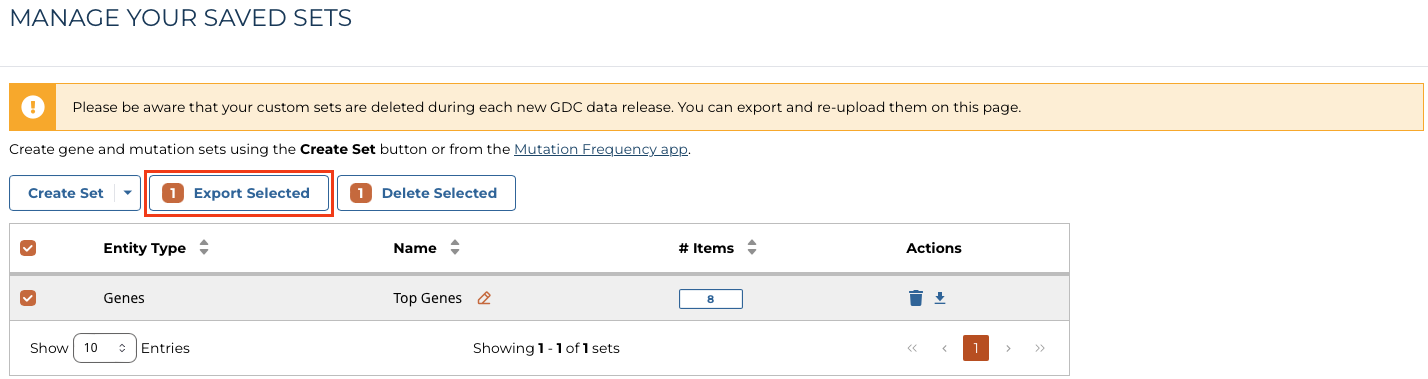 MANAGE YOUR SAVED SETS
Please be aware that your custom sets are deleted during each new GDC data release. You can export and re-upload them on this page.
Create gene and mutation sets using the Create Set button or from the Mutation Frequency app.
Create Set 1 Export Selected 1 Delete Selected
Entity Type Name # Items Actions
Genes Top Genes 8
Show 10 Entries Showing 1 - 1 of 1 sets « ‹ 1 › »